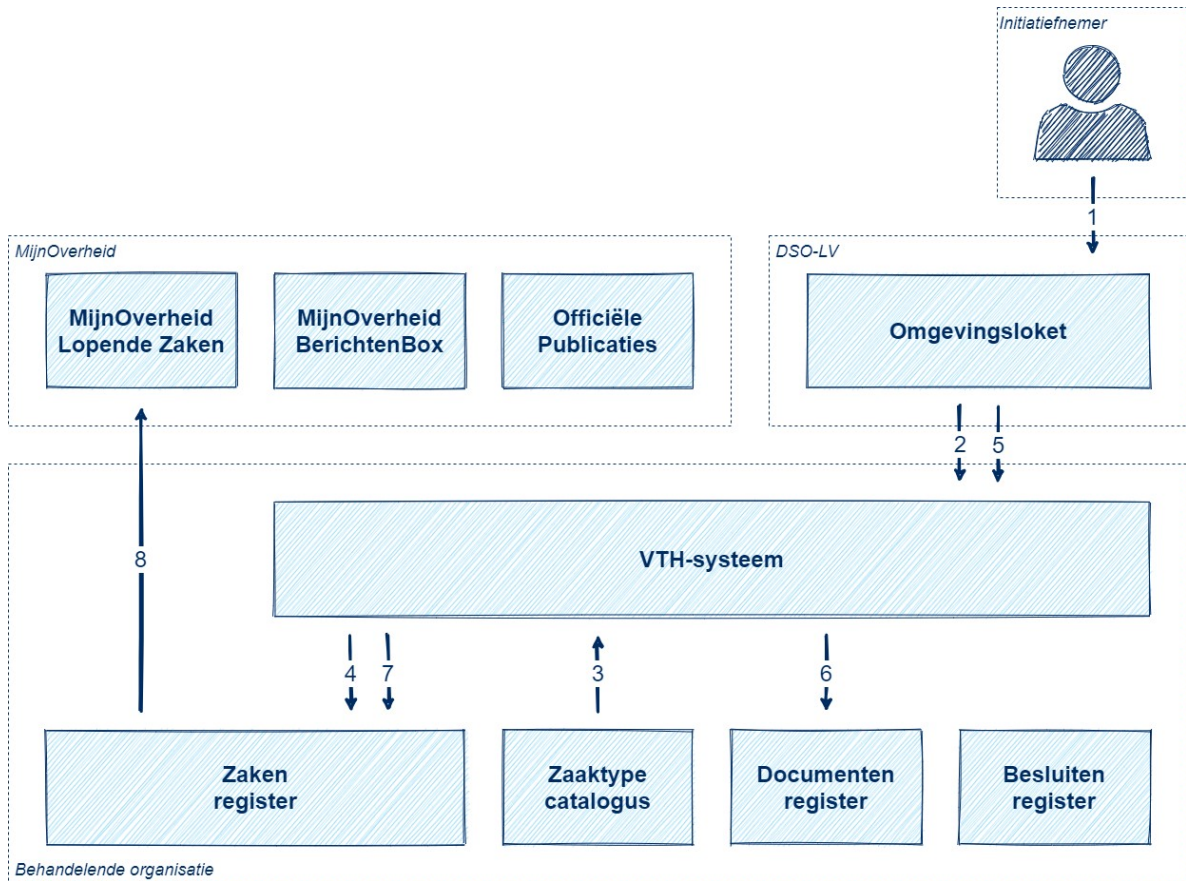 Initiatiefnemer
1
MijnOverheid
DSO-LV
MijnOverheid
Lopende Zaken
MijnOverheid
BerichtenBox
Officiële
Publicaties
Omgevingsloket
2
5
8
VTH-systeem
4
7
3
6
Zaken
register
Zaaktype
catalogus
Documenten
register
Besluiten
register
Behandelende organisatie